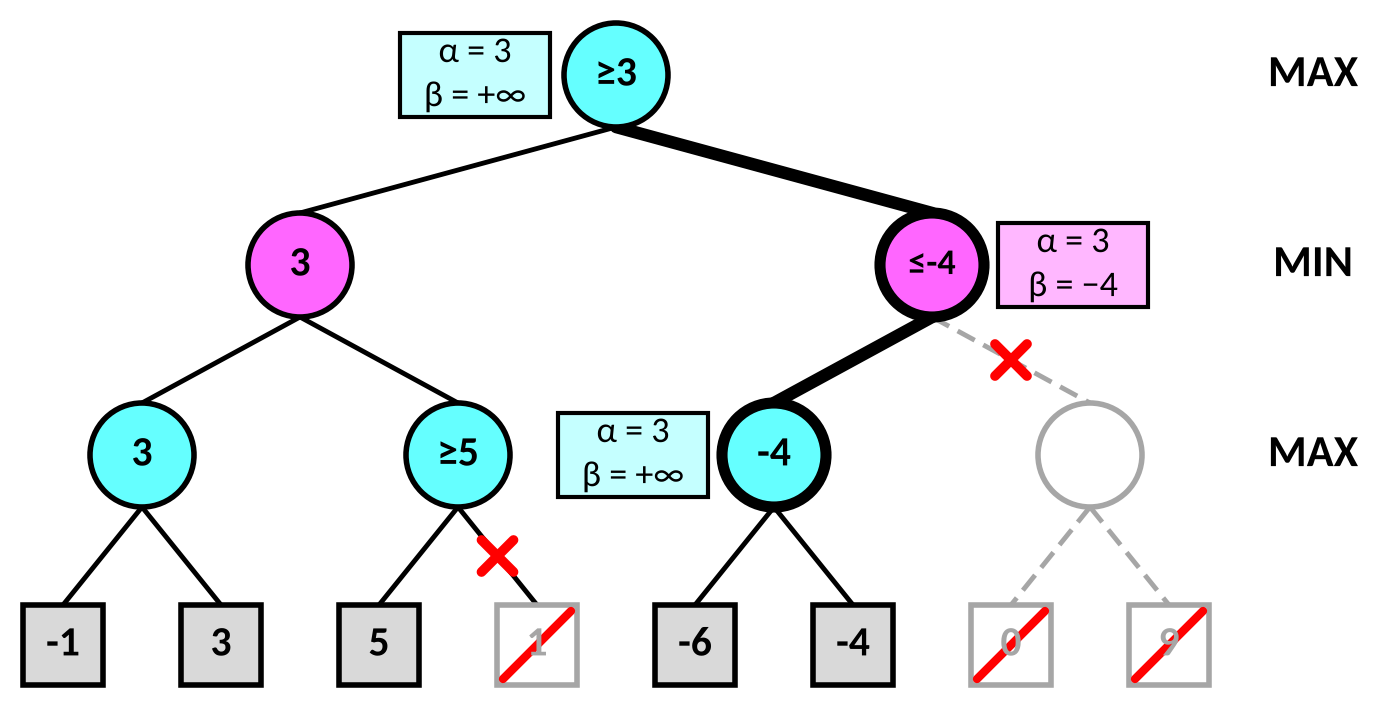 α = 3
β = +∞
≥3
MAX
3
≤-4
α = 3
β = −4
MIN
3
≥5
α = 3
β = +∞
-4
MAX
-1
3
5
1
-6
-4
0
9